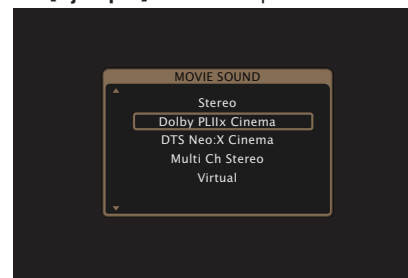 MOVIE SOUND
Stereo
Dolby PLIIx Cinema
DTS Neo:X Cinema
Multi Ch Stereo
Virtual